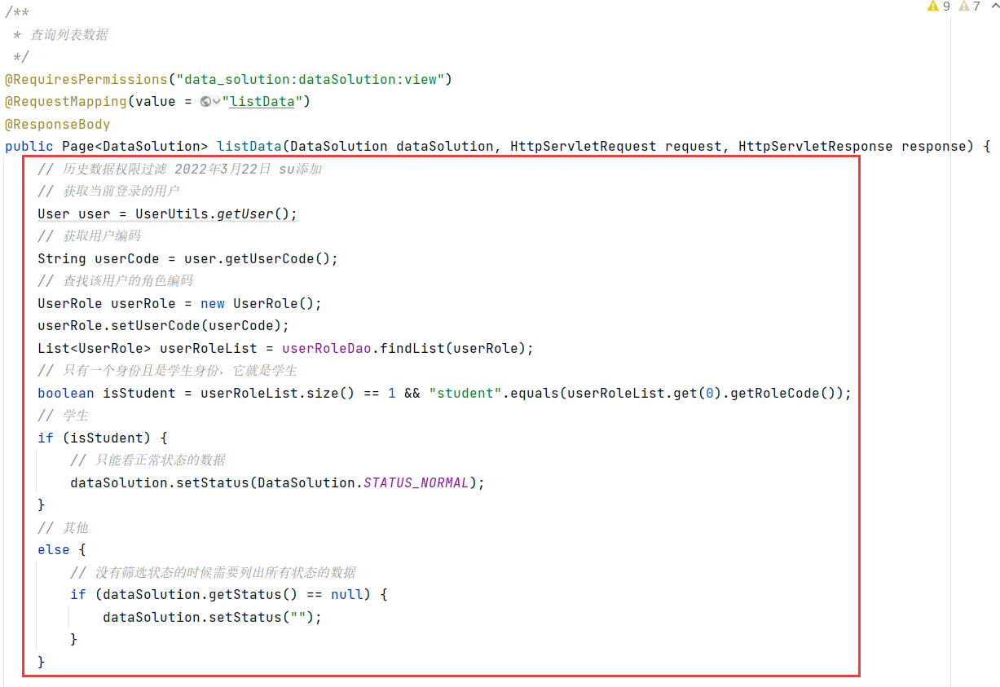 9 7
/**
 * 查询列表数据
 */
@RequiresPermissions("data_solution:dataSolution:view")
@RequestMapping(value = "listData")
@ResponseBody
public Page<DataSolution> listData(DataSolution dataSolution, HttpServletRequest request, HttpServletResponse response) {
    // 历史数据权限过滤 2022年3月22日 su添加
    // 获取当前登录的用户
    User user = UserUtils.getUser();
    // 获取用户编码
    String userCode = user.getUserCode();
    // 查找该用户的角色编码
    UserRole userRole = new UserRole();
    userRole.setUserCode(userCode);
    List<UserRole> userRoleList = userRoleDao.findList(userRole);
    // 只有一个身份且是学生身份，它就是学生
    boolean isStudent = userRoleList.size() == 1 && "student".equals(userRoleList.get(0).getRoleCode());
    // 学生
    if (isStudent) {
        // 只能看正常状态的数据
        dataSolution.setStatus(DataSolution.STATUS_NORMAL);
    }
    // 其他
    else {
        // 没有筛选状态的时候需要列出所有状态的数据
        if (dataSolution.getStatus() == null) {
            dataSolution.setStatus("");
        }
    }